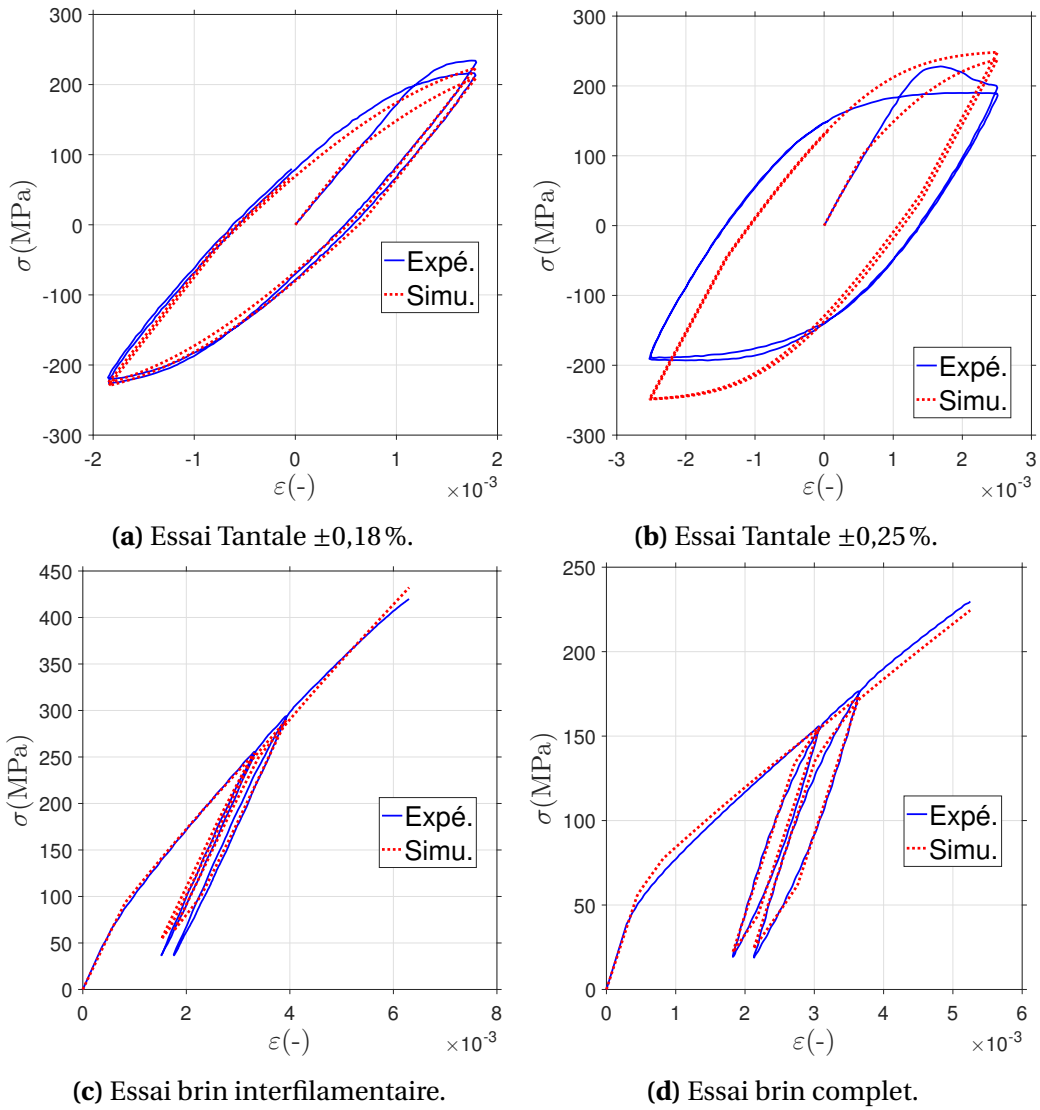 300
200
100
0
-100
-200
-300
σ(MPa)
-2
-1
0
1
2
ε(-)
×10⁻³
Expé.
Simu.
(a) Essai Tantale ±0,18%.
300
200
100
0
-100
-200
-300
σ(MPa)
-3
-2
-1
0
1
2
3
ε(-)
×10⁻³
Expé.
Simu.
(b) Essai Tantale ±0,25%.
450
400
350
300
250
200
150
100
50
0
σ(MPa)
0
2
4
6
8
ε(-)
×10⁻³
Expé.
Simu.
(c) Essai brin interfilamentaire.
250
200
150
100
50
0
σ(MPa)
0
1
2
3
4
5
6
ε(-)
×10⁻³
Expé.
Simu.
(d) Essai brin complet.